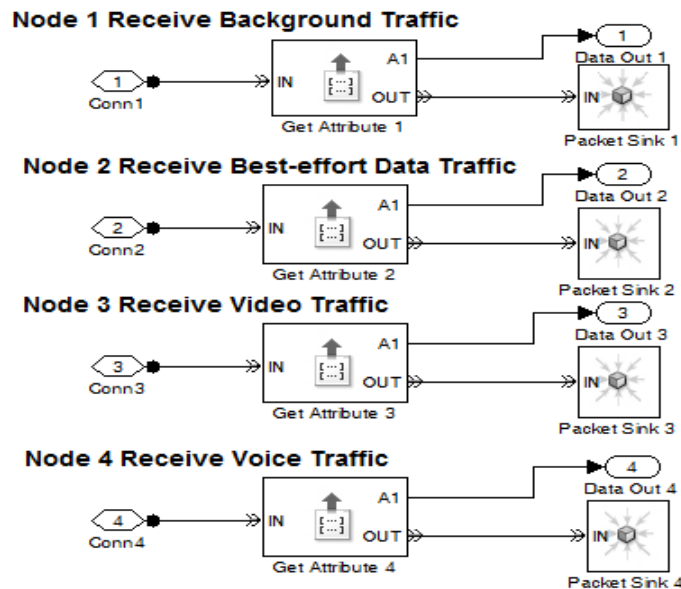 Node 1 Receive Background Traffic
1
Conn1
IN
[...]
A1
OUT
Get Attribute 1
1
Data Out 1
IN
Packet Sink 1
Node 2 Receive Best-effort Data Traffic
2
Conn2
IN
[...]
A1
OUT
Get Attribute 2
2
Data Out 2
IN
Packet Sink 2
Node 3 Receive Video Traffic
3
Conn3
IN
[...]
A1
OUT
Get Attribute 3
3
Data Out 3
IN
Packet Sink 3
Node 4 Receive Voice Traffic
4
Conn4
IN
[...]
A1
OUT
Get Attribute 4
4
Data Out 4
IN
Packet Sink 4